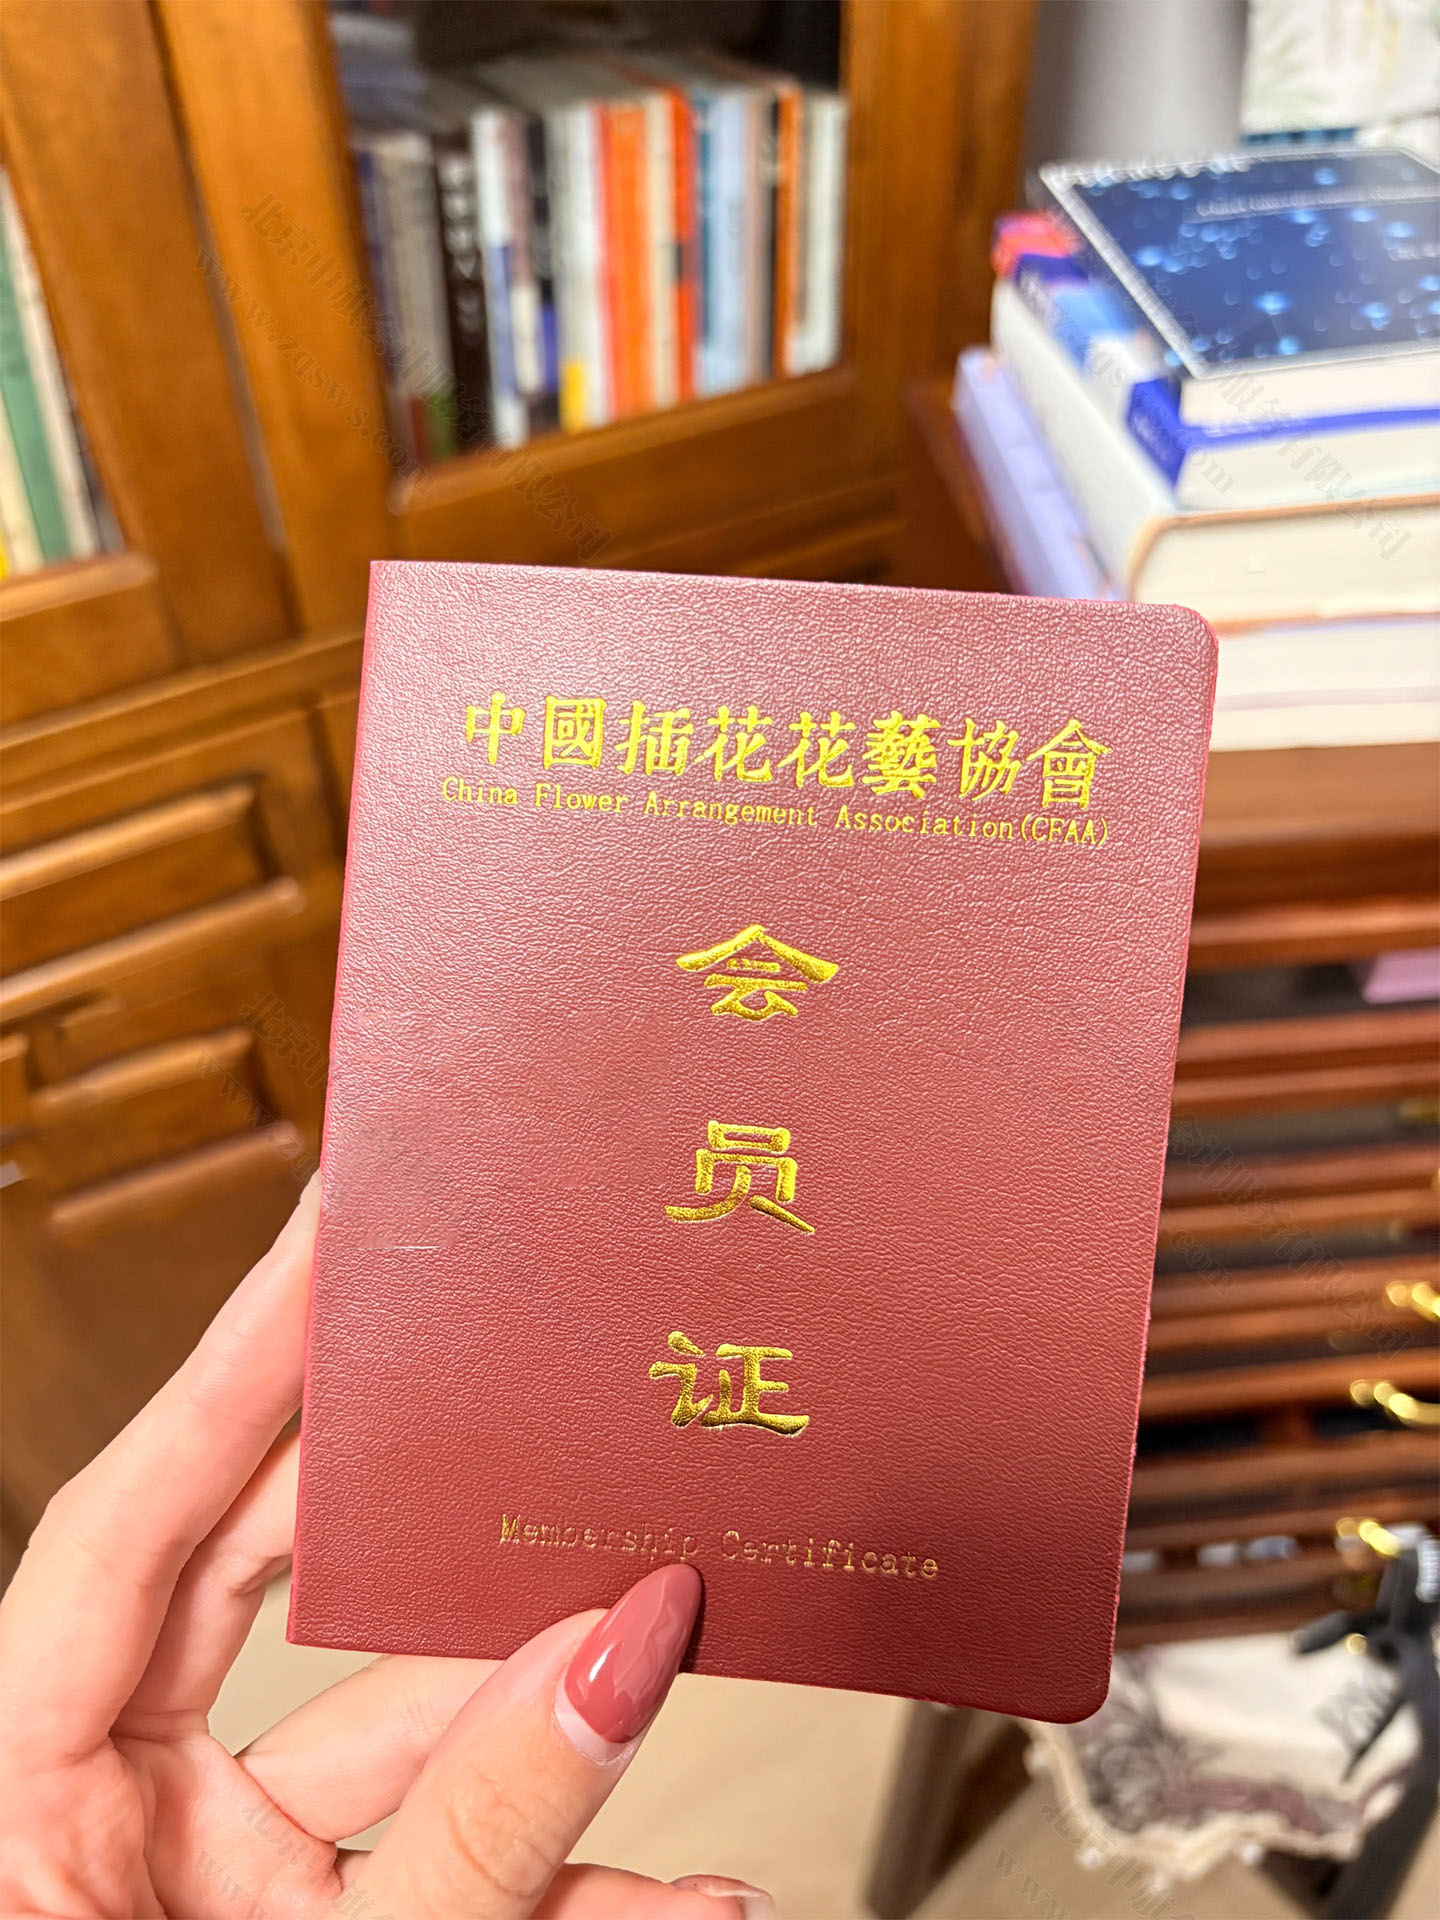 中國插花花藝協會
China Flower Arrangement Association(CFAA)
会
员
证
Membership Certificate